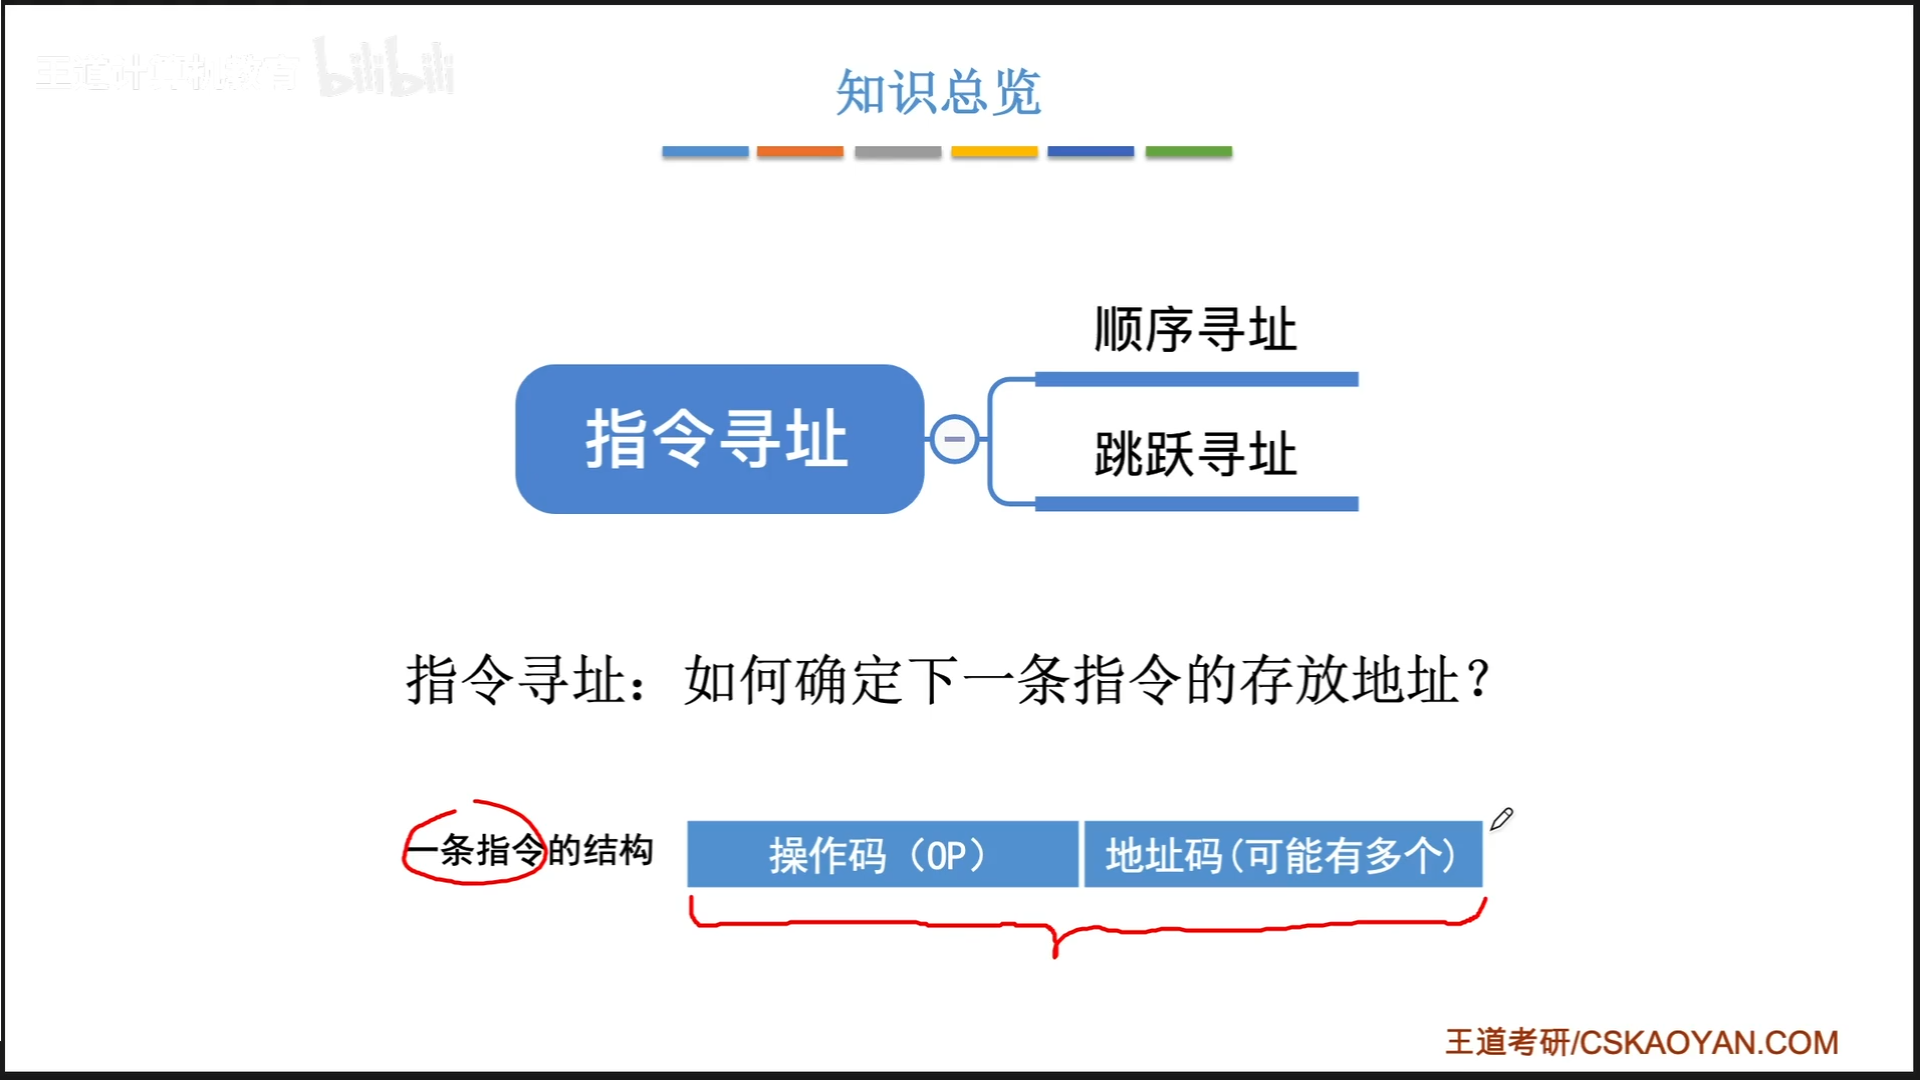 王道计算机教育 bilibili
知识总览
顺序寻址
指令寻址
跳跃寻址
指令寻址：如何确定下一条指令的存放地址？
一条指令的结构 操作码（OP） 地址码(可能有多个)
王道考研/CSKAOYAN.COM